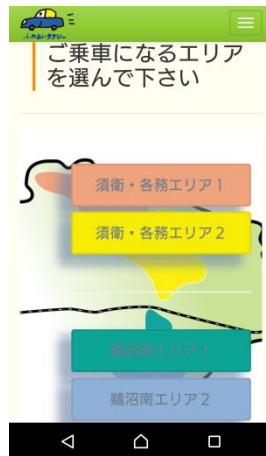 ふれあいタクシー
ご乗車になるエリア
を選んで下さい
須衛・各務エリア1
須衛・各務エリア2
鵜沼南エリア1
鵜沼南エリア2